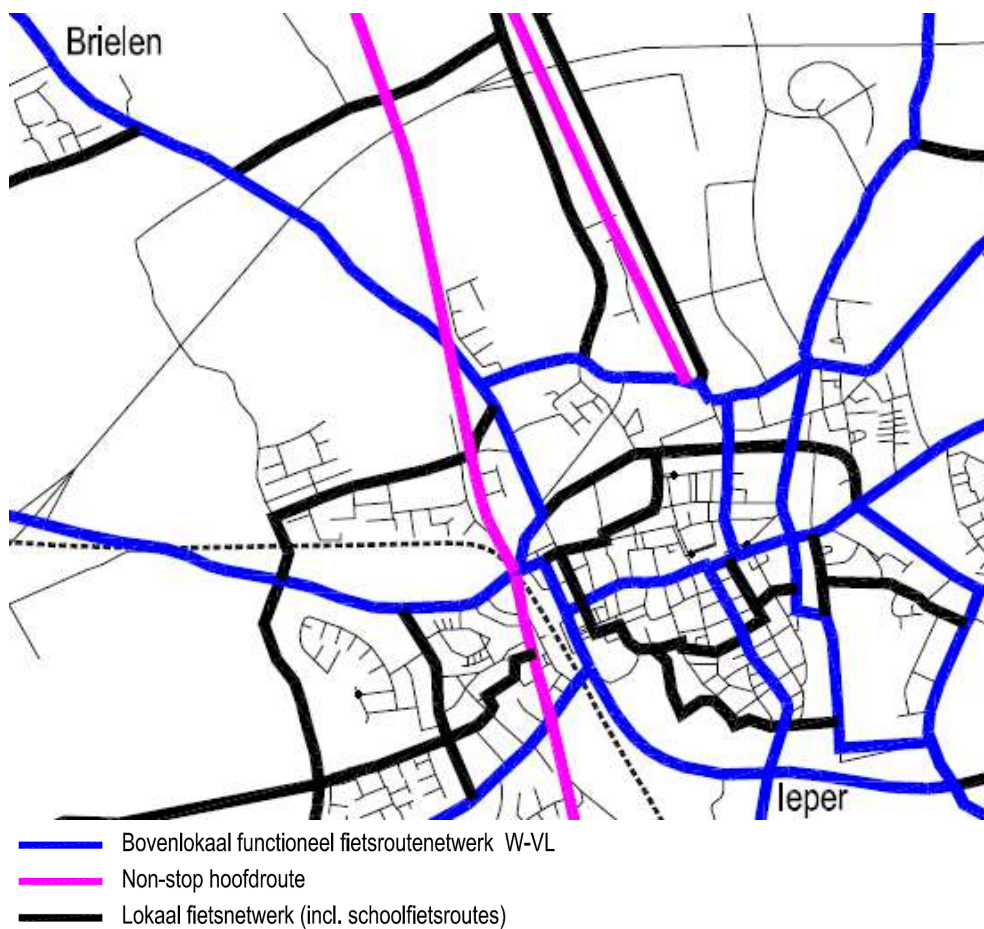 Brielen
Ieper
Bovenlokaal functioneel fietsroutenetwerk W-VL
Non-stop hoofdroute
Lokaal fietsnetwerk (incl. schoolfietsroutes)